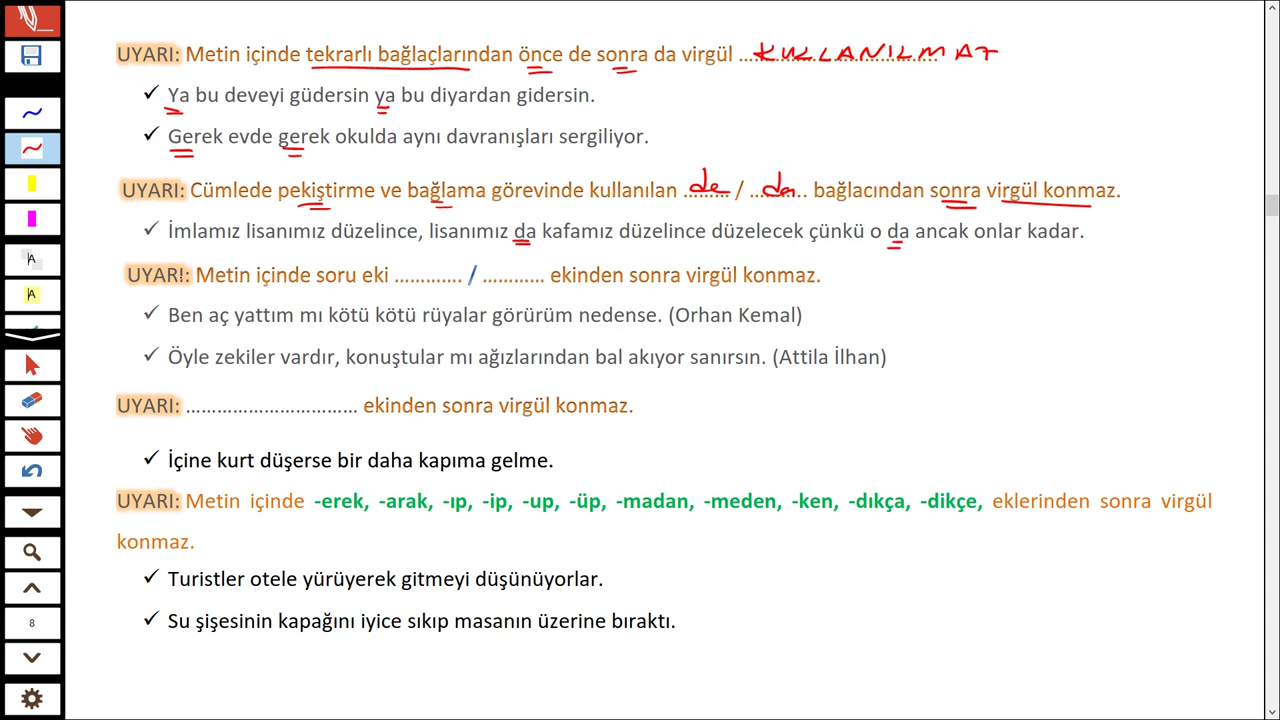 UYARI: Metin içinde tekrarlı bağlaçlarından önce de sonra da virgül ...KULLANILMAZ
✓ Ya bu deveyi güdersin ya bu diyardan gidersin.
✓ Gerek evde gerek okulda aynı davranışları sergiliyor.
UYARI: Cümlede pekiştirme ve bağlama görevinde kullanılan ...de... / ...da... bağlacından sonra virgül konmaz.
✓ İmlamız lisanımız düzelince, lisanımız da kafamız düzelince düzelecek çünkü o da ancak onlar kadar.
UYARI: Metin içinde soru eki …………. / ………… ekinden sonra virgül konmaz.
✓ Ben aç yattım mı kötü kötü rüyalar görürüm nedense. (Orhan Kemal)
✓ Öyle zekiler vardır, konuştular mı ağızlarından bal akıyor sanırsın. (Attila İlhan)
UYARI: …………………………… ekinden sonra virgül konmaz.
✓ İçine kurt düşerse bir daha kapıma gelme.
UYARI: Metin içinde -erek, -arak, -ıp, -ip, -up, -üp, -madan, -meden, -ken, -dıkça, -dikçe, eklerinden sonra virgül
konmaz.
✓ Turistler otele yürüyerek gitmeyi düşünüyorlar.
✓ Su şişesinin kapağını iyice sıkıp masanın üzerine bıraktı.
A
A
8